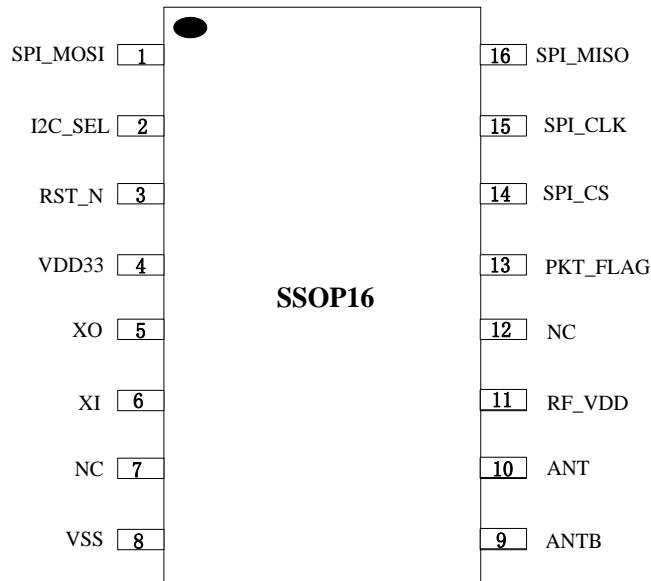 SPI_MOSI 1 16 SPI_MISO
I2C_SEL 2 15 SPI_CLK
RST_N 3 14 SPI_CS
VDD33 4 13 PKT_FLAG
SSOP16
XO 5 12 NC
XI 6 11 RF_VDD
NC 7 10 ANT
VSS 8 9 ANTB